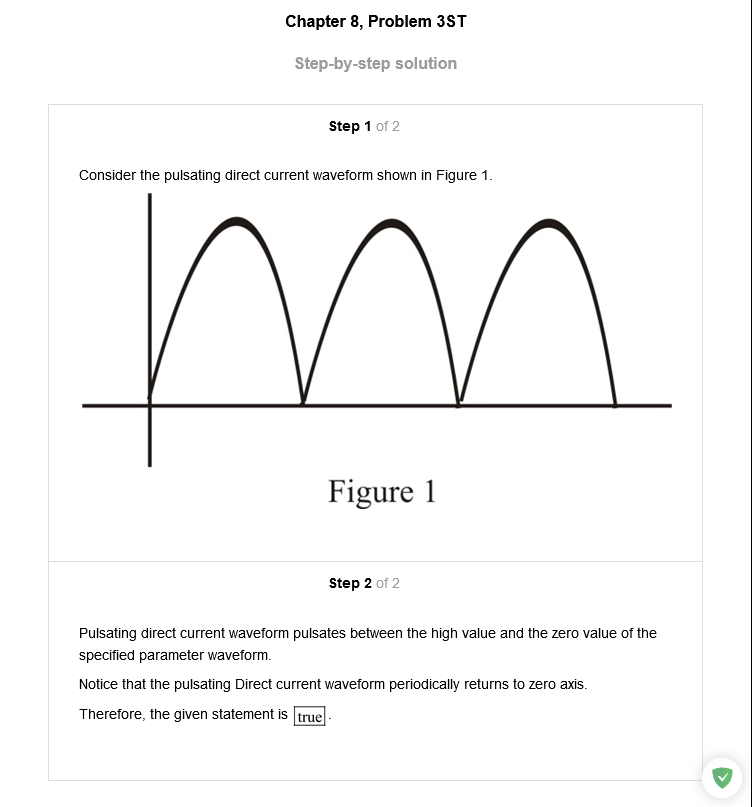 Chapter 8, Problem 3ST
Step-by-step solution
Step 1 of 2
Consider the pulsating direct current waveform shown in Figure 1.
Figure 1
Step 2 of 2
Pulsating direct current waveform pulsates between the high value and the zero value of the
specified parameter waveform.
Notice that the pulsating Direct current waveform periodically returns to zero axis.
Therefore, the given statement is true.